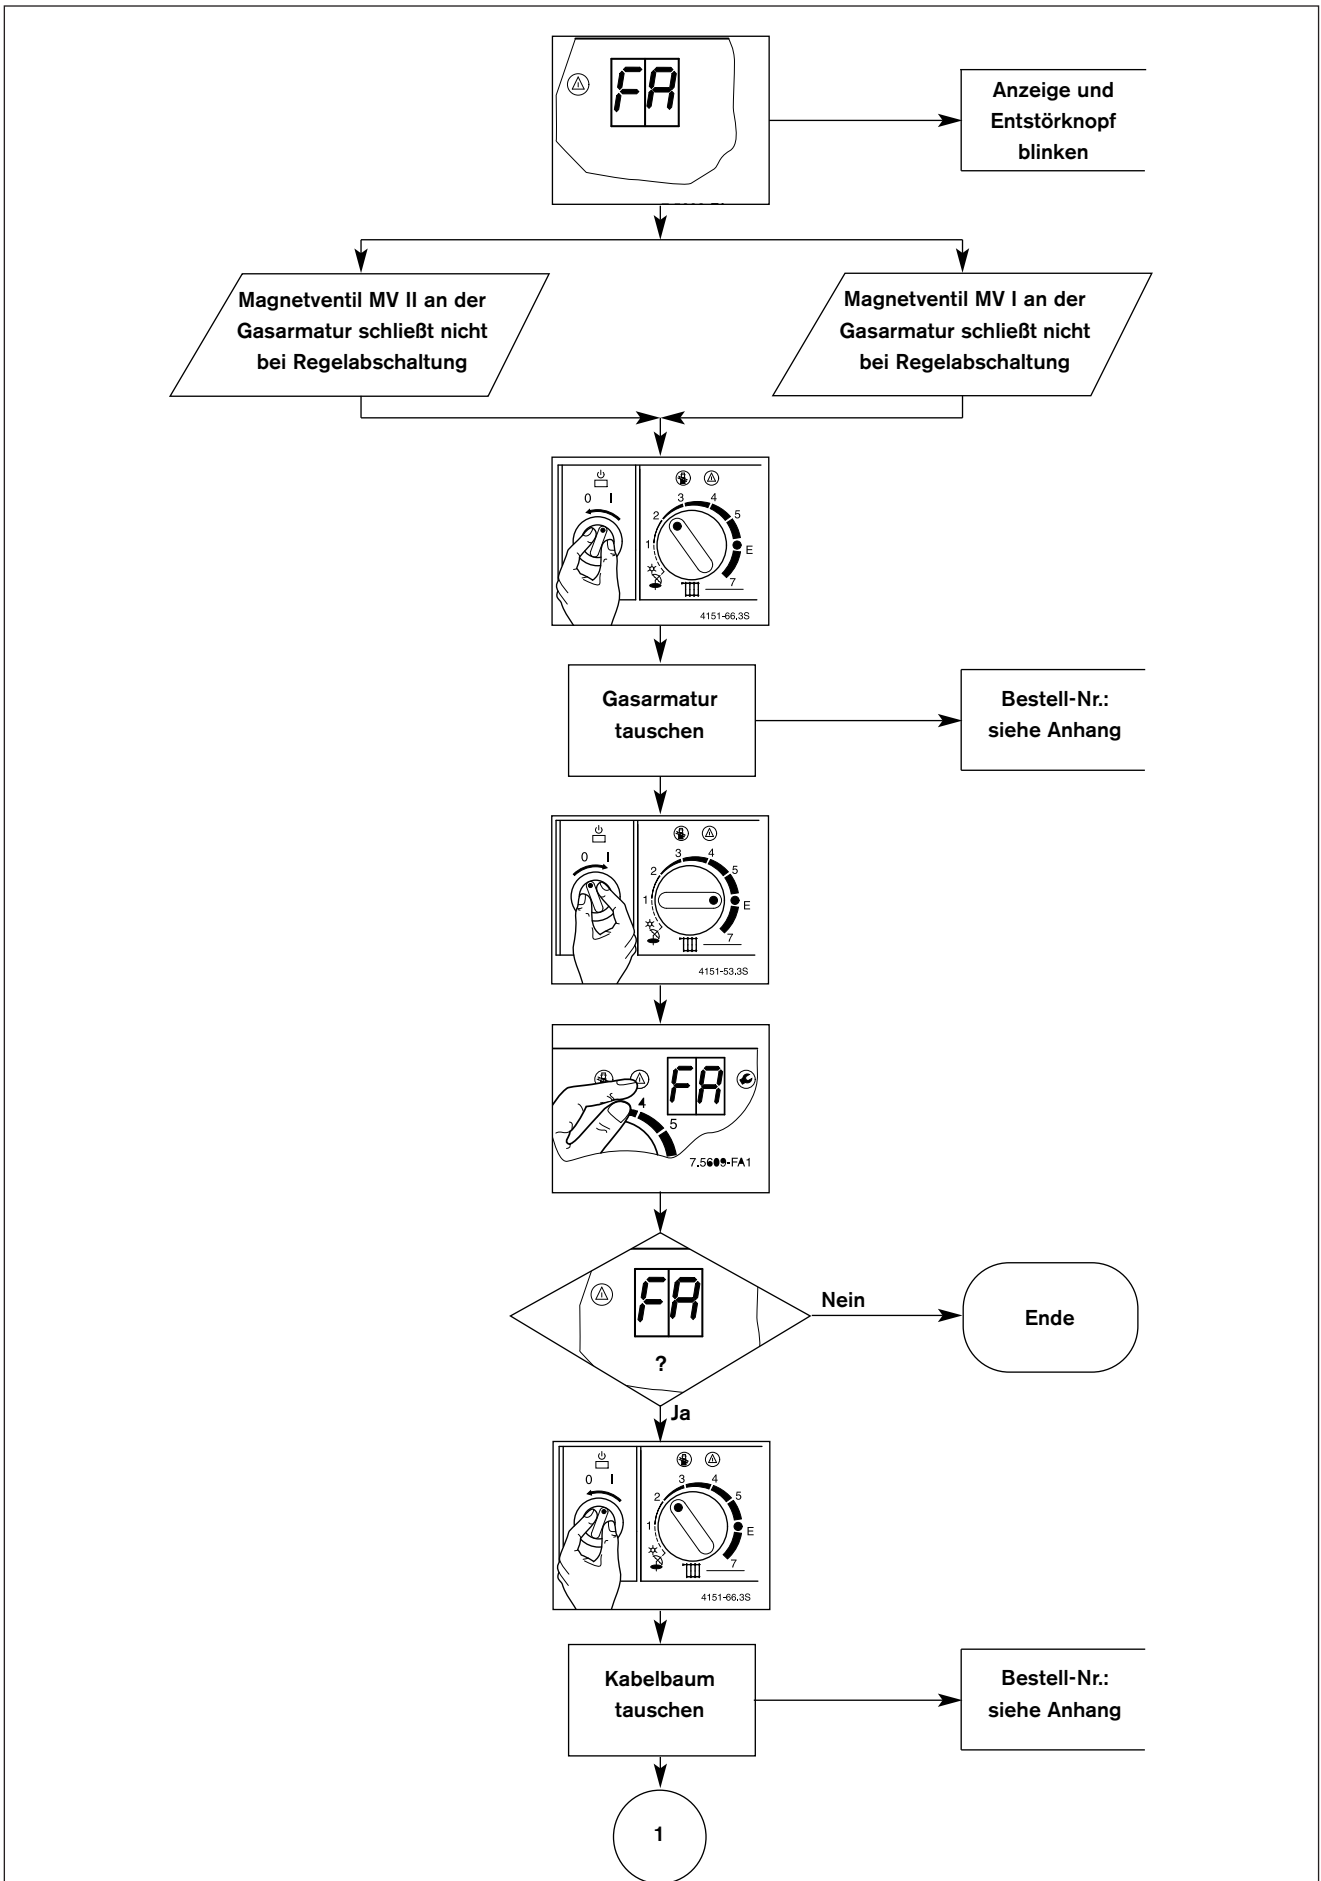 FA
Anzeige und
Entstörknopf
blinken
Magnetventil MV II an der
Gasarmatur schließt nicht
bei Regelabschaltung
Magnetventil MV I an der
Gasarmatur schließt nicht
bei Regelabschaltung
0 I
1 2 3 4 5 E 7
4151-66.3S
Gasarmatur
tauschen
Bestell-Nr.:
siehe Anhang
0 I
1 2 3 4 5 E 7
4151-53.3S
FA
4 5
7.5609-FA1
FA
?
Nein
Ende
Ja
0 I
1 2 3 4 5 E 7
4151-66.3S
Kabelbaum
tauschen
Bestell-Nr.:
siehe Anhang
1